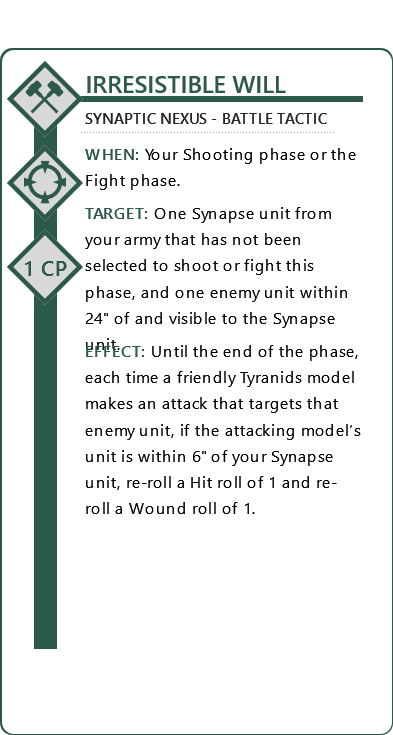 IRRESISTIBLE WILL
SYNAPTIC NEXUS - BATTLE TACTIC
WHEN: Your Shooting phase or the
Fight phase.
TARGET: One Synapse unit from
your army that has not been
selected to shoot or fight this
phase, and one enemy unit within
24" of and visible to the Synapse
unit.
EFFECT: Until the end of the phase,
each time a friendly Tyranids model
makes an attack that targets that
enemy unit, if the attacking model’s
unit is within 6" of your Synapse
unit, re-roll a Hit roll of 1 and re-
roll a Wound roll of 1.
1 CP